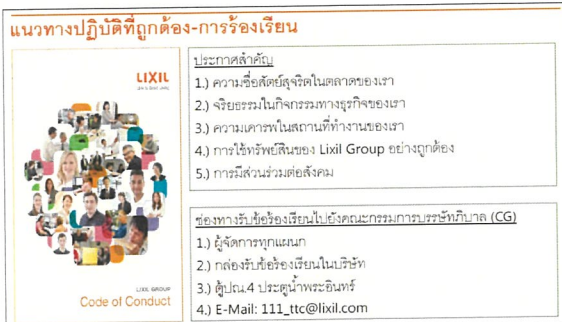 แนวทางปฏิบัติที่ถูกต้อง-การร้องเรียน
LIXIL
LIXIL GROUP
Code of Conduct
ประกาศสำคัญ
1.) ความซื่อสัตย์สุจริตในตลาดของเรา
2.) จริยธรรมในกิจกรรมทางธุรกิจของเรา
3.) ความเคารพในสถานที่ทำงานของเรา
4.) การใช้ทรัพย์สินของ Lixil Group อย่างถูกต้อง
5.) การมีส่วนร่วมต่อสังคม
ช่องทางรับข้อร้องเรียนไปยังคณะกรรมการบรรษัทภิบาล (CG)
1.) ผู้จัดการทุกแผนก
2.) กล่องรับข้อร้องเรียนในบริษัท
3.) ตู้ปณ.4 ประตูน้ำพระอินทร์
4.) E-Mail: 111_ttc@lixil.com